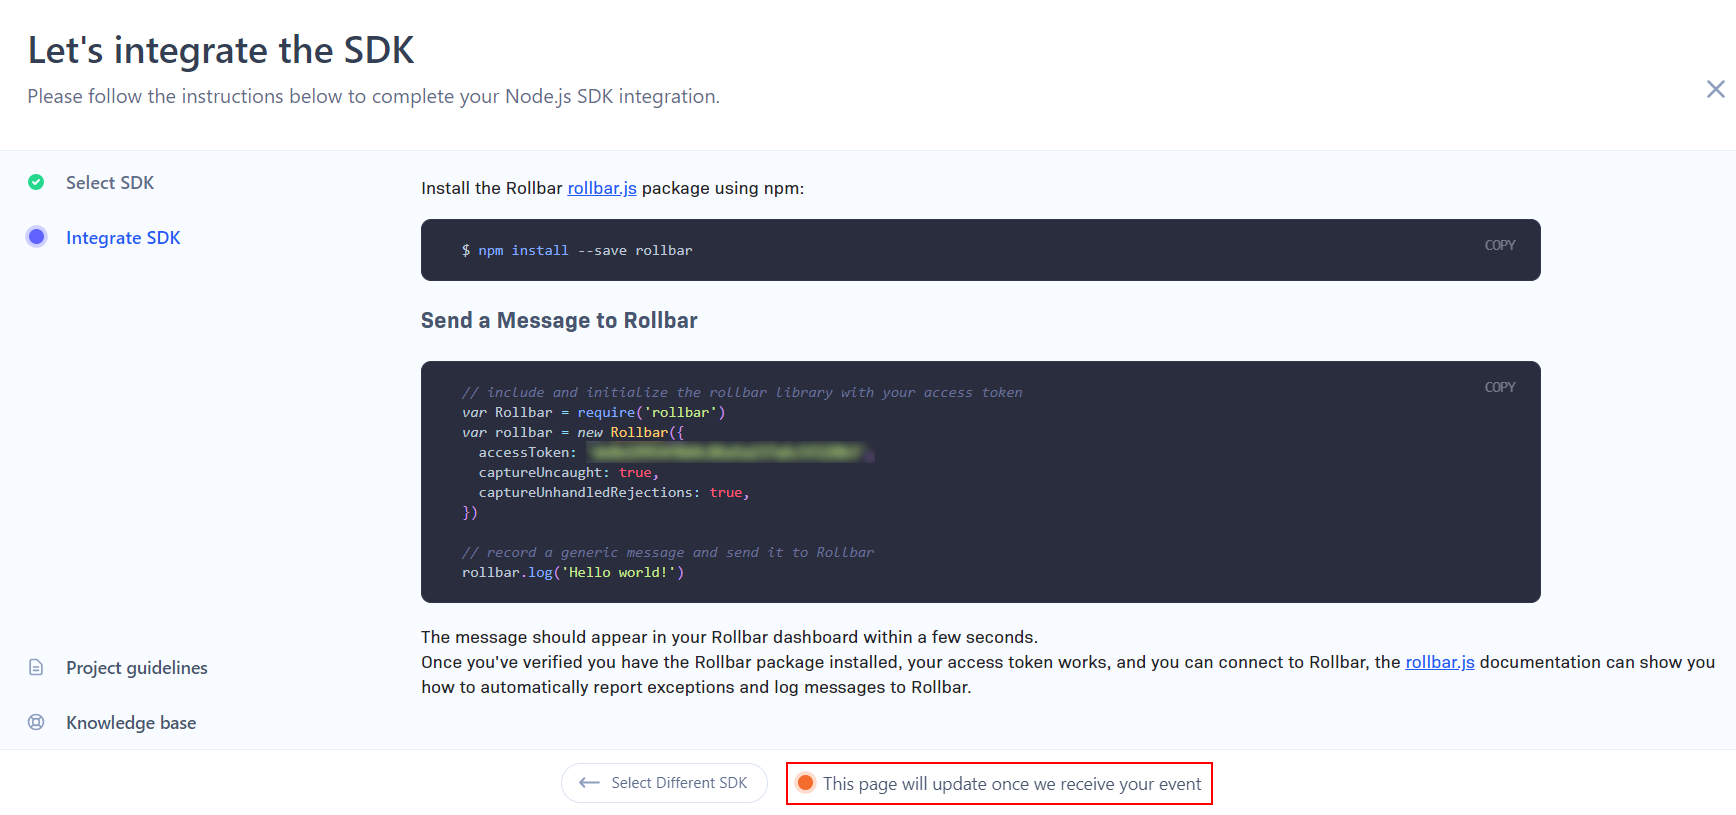 Let's integrate the SDK
Please follow the instructions below to complete your Node.js SDK integration.
Select SDK
Integrate SDK
Install the Rollbar rollbar.js package using npm:
$ npm install --save rollbar
COPY
Send a Message to Rollbar
COPY
// include and initialize the rollbar library with your access token
var Rollbar = require('rollbar')
var rollbar = new Rollbar({
accessToken:
captureUncaught: true,
captureUnhandledRejections: true,
})
// record a generic message and send it to Rollbar
rollbar.log('Hello world!')
The message should appear in your Rollbar dashboard within a few seconds.
Once you've verified you have the Rollbar package installed, your access token works, and you can connect to Rollbar, the rollbar.js documentation can show you
how to automatically report exceptions and log messages to Rollbar.
Project guidelines
Knowledge base
Select Different SDK
This page will update once we receive your event